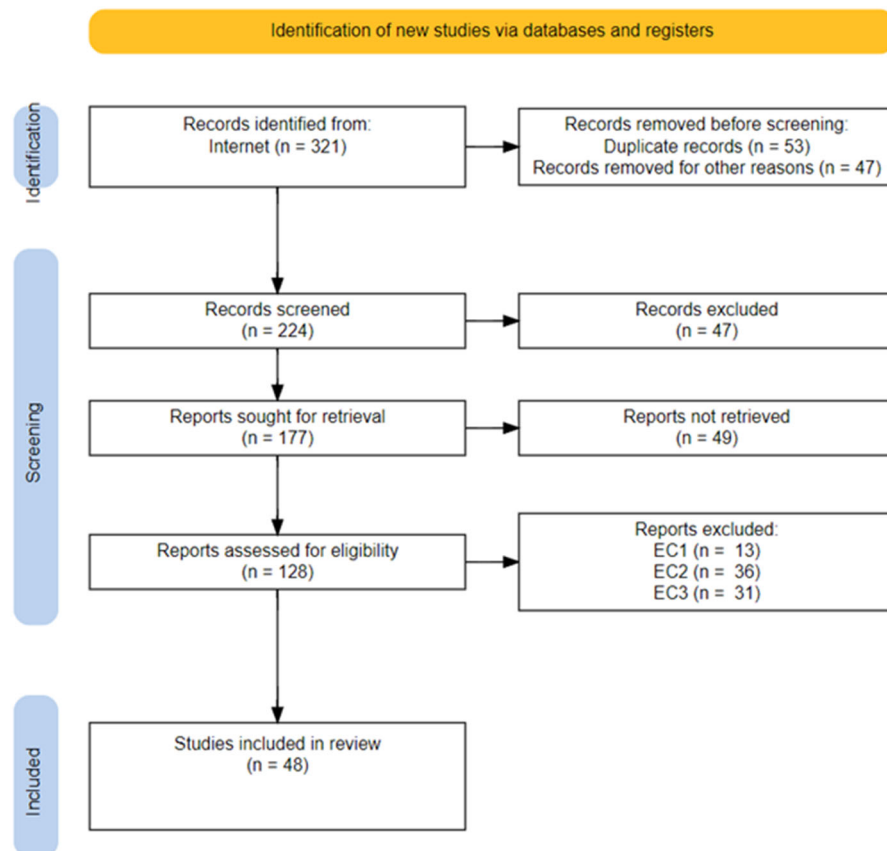 Identification of new studies via databases and registers
Identification
Records identified from:
Internet (n = 321)
Records removed before screening:
Duplicate records (n = 53)
Records removed for other reasons (n = 47)
Screening
Records screened
(n = 224)
Records excluded
(n = 47)
Reports sought for retrieval
(n = 177)
Reports not retrieved
(n = 49)
Reports assessed for eligibility
(n = 128)
Reports excluded:
EC1 (n = 13)
EC2 (n = 36)
EC3 (n = 31)
Included
Studies included in review
(n = 48)